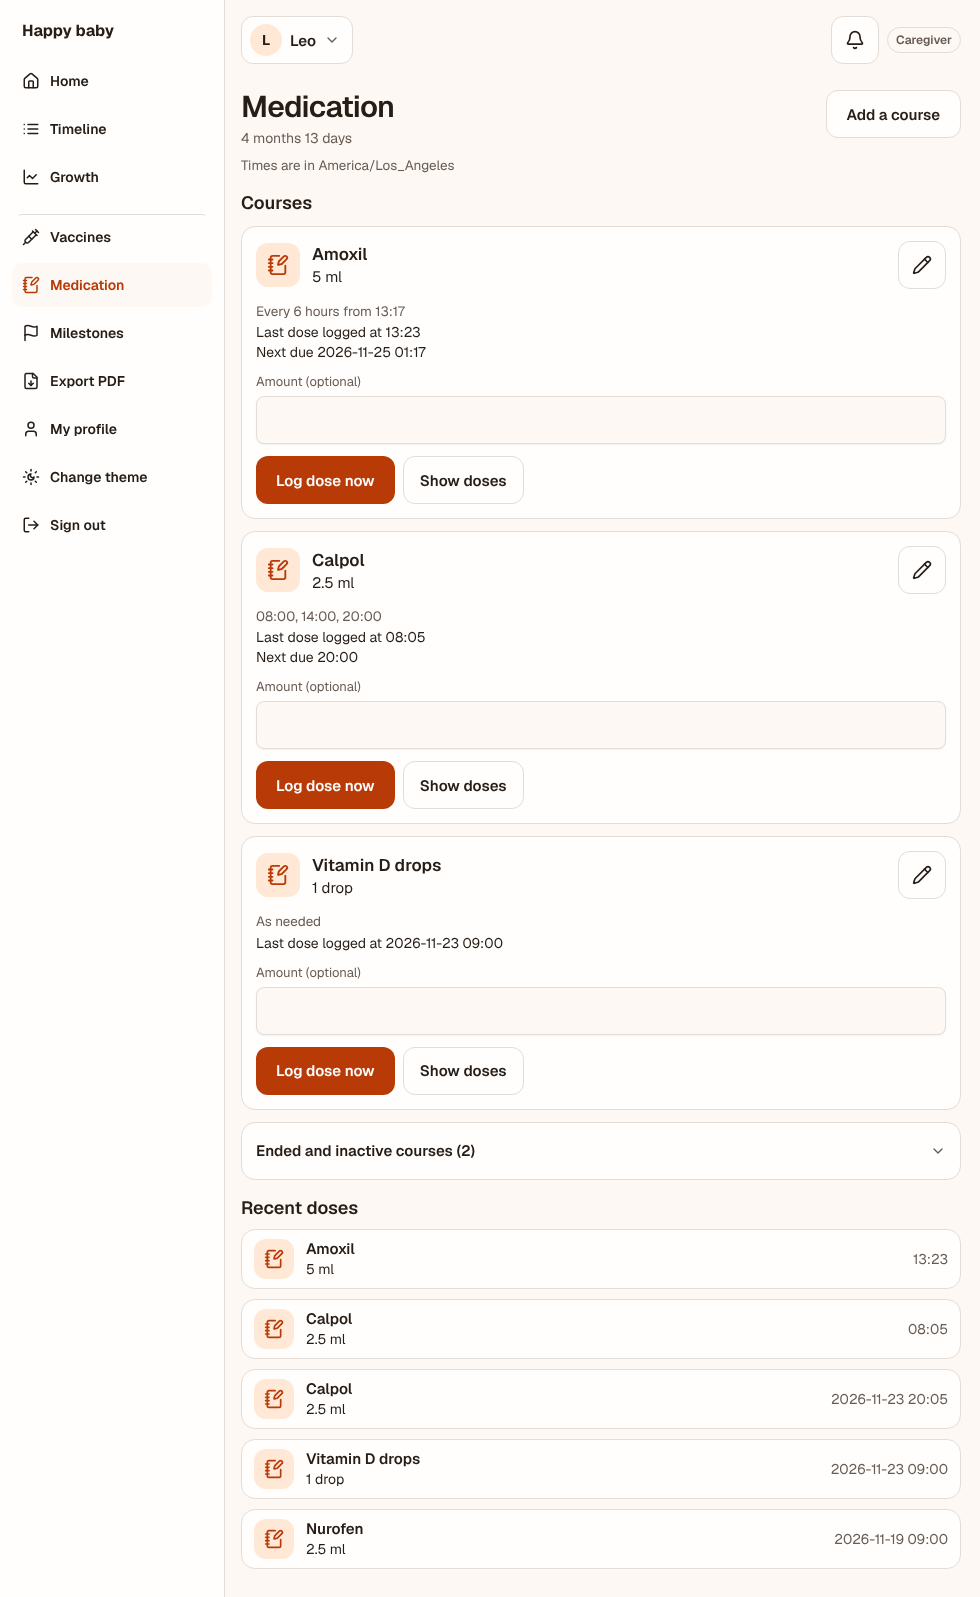 Happy baby
Home
Timeline
Growth
Vaccines
Medication
Milestones
Export PDF
My profile
Change theme
Sign out
L Leo
Caregiver
Medication
Add a course
4 months 13 days
Times are in America/Los_Angeles
Courses
Amoxil
5 ml
Every 6 hours from 13:17
Last dose logged at 13:23
Next due 2026-11-25 01:17
Amount (optional)
Log dose now Show doses
Calpol
2.5 ml
08:00, 14:00, 20:00
Last dose logged at 08:05
Next due 20:00
Amount (optional)
Log dose now Show doses
Vitamin D drops
1 drop
As needed
Last dose logged at 2026-11-23 09:00
Amount (optional)
Log dose now Show doses
Ended and inactive courses (2)
Recent doses
Amoxil
5 ml
13:23
Calpol
2.5 ml
08:05
Calpol
2.5 ml
2026-11-23 20:05
Vitamin D drops
1 drop
2026-11-23 09:00
Nurofen
2.5 ml
2026-11-19 09:00